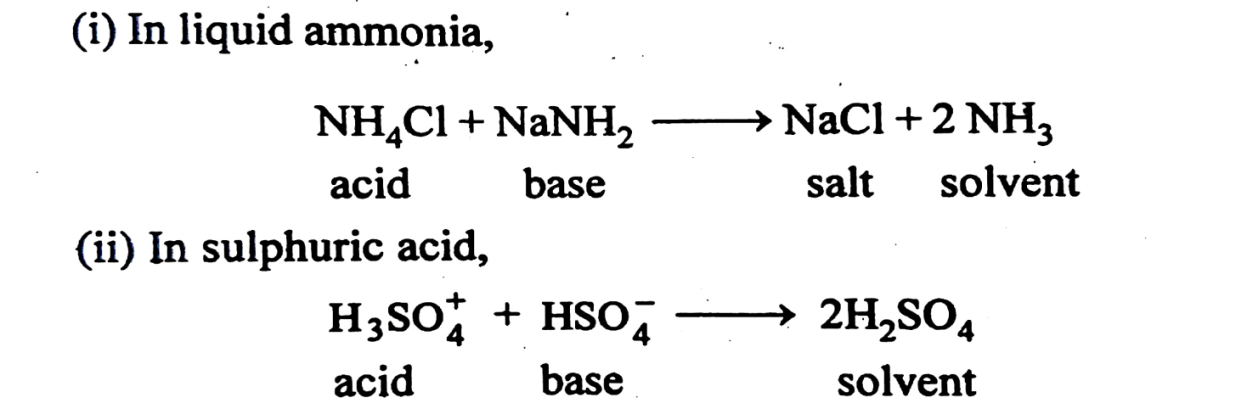 (i) In liquid ammonia,
NH₄Cl + NaNH₂ ⟶ NaCl + 2 NH₃
acid base salt solvent
(ii) In sulphuric acid,
H₃SO₄⁺ + HSO₄⁻ ⟶ 2H₂SO₄
acid base solvent